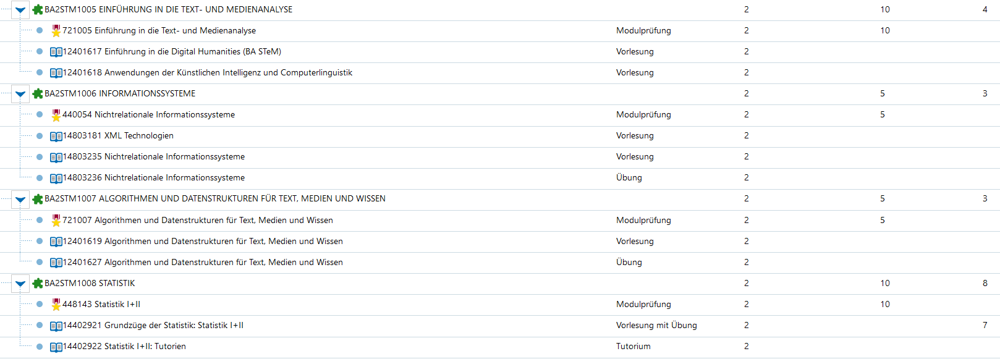 BA2STM1005 EINFÜHRUNG IN DIE TEXT- UND MEDIENANALYSE 2 10 4
721005 Einführung in die Text- und Medienanalyse Modulprüfung 2 10
12401617 Einführung in die Digital Humanities (BA STeM) Vorlesung 2
12401618 Anwendungen der Künstlichen Intelligenz und Computerlinguistik Vorlesung 2
BA2STM1006 INFORMATIONSSYSTEME 2 5 3
440054 Nichtrelationale Informationssysteme Modulprüfung 2 5
14803181 XML Technologien Vorlesung 2
14803235 Nichtrelationale Informationssysteme Vorlesung 2
14803236 Nichtrelationale Informationssysteme Übung 2
BA2STM1007 ALGORITHMEN UND DATENSTRUKTUREN FÜR TEXT, MEDIEN UND WISSEN 2 5 3
721007 Algorithmen und Datenstrukturen für Text, Medien und Wissen Modulprüfung 2 5
12401619 Algorithmen und Datenstrukturen für Text, Medien und Wissen Vorlesung 2
12401627 Algorithmen und Datenstrukturen für Text, Medien und Wissen Übung 2
BA2STM1008 STATISTIK 2 10 8
448143 Statistik I+II Modulprüfung 2 10
14402921 Grundzüge der Statistik: Statistik I+II Vorlesung mit Übung 2 7
14402922 Statistik I+II: Tutorien Tutorium 2